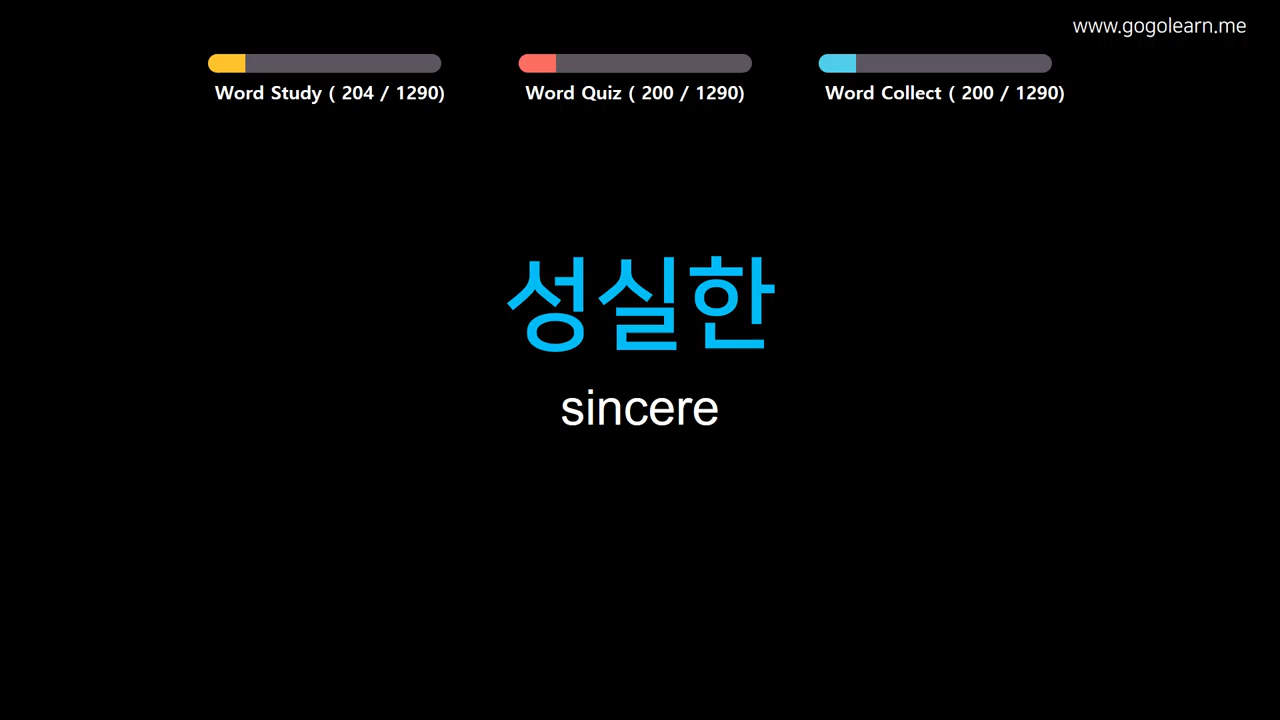 www.gogolearn.me
Word Study ( 204 / 1290)
Word Quiz ( 200 / 1290)
Word Collect ( 200 / 1290)
성실한
sincere